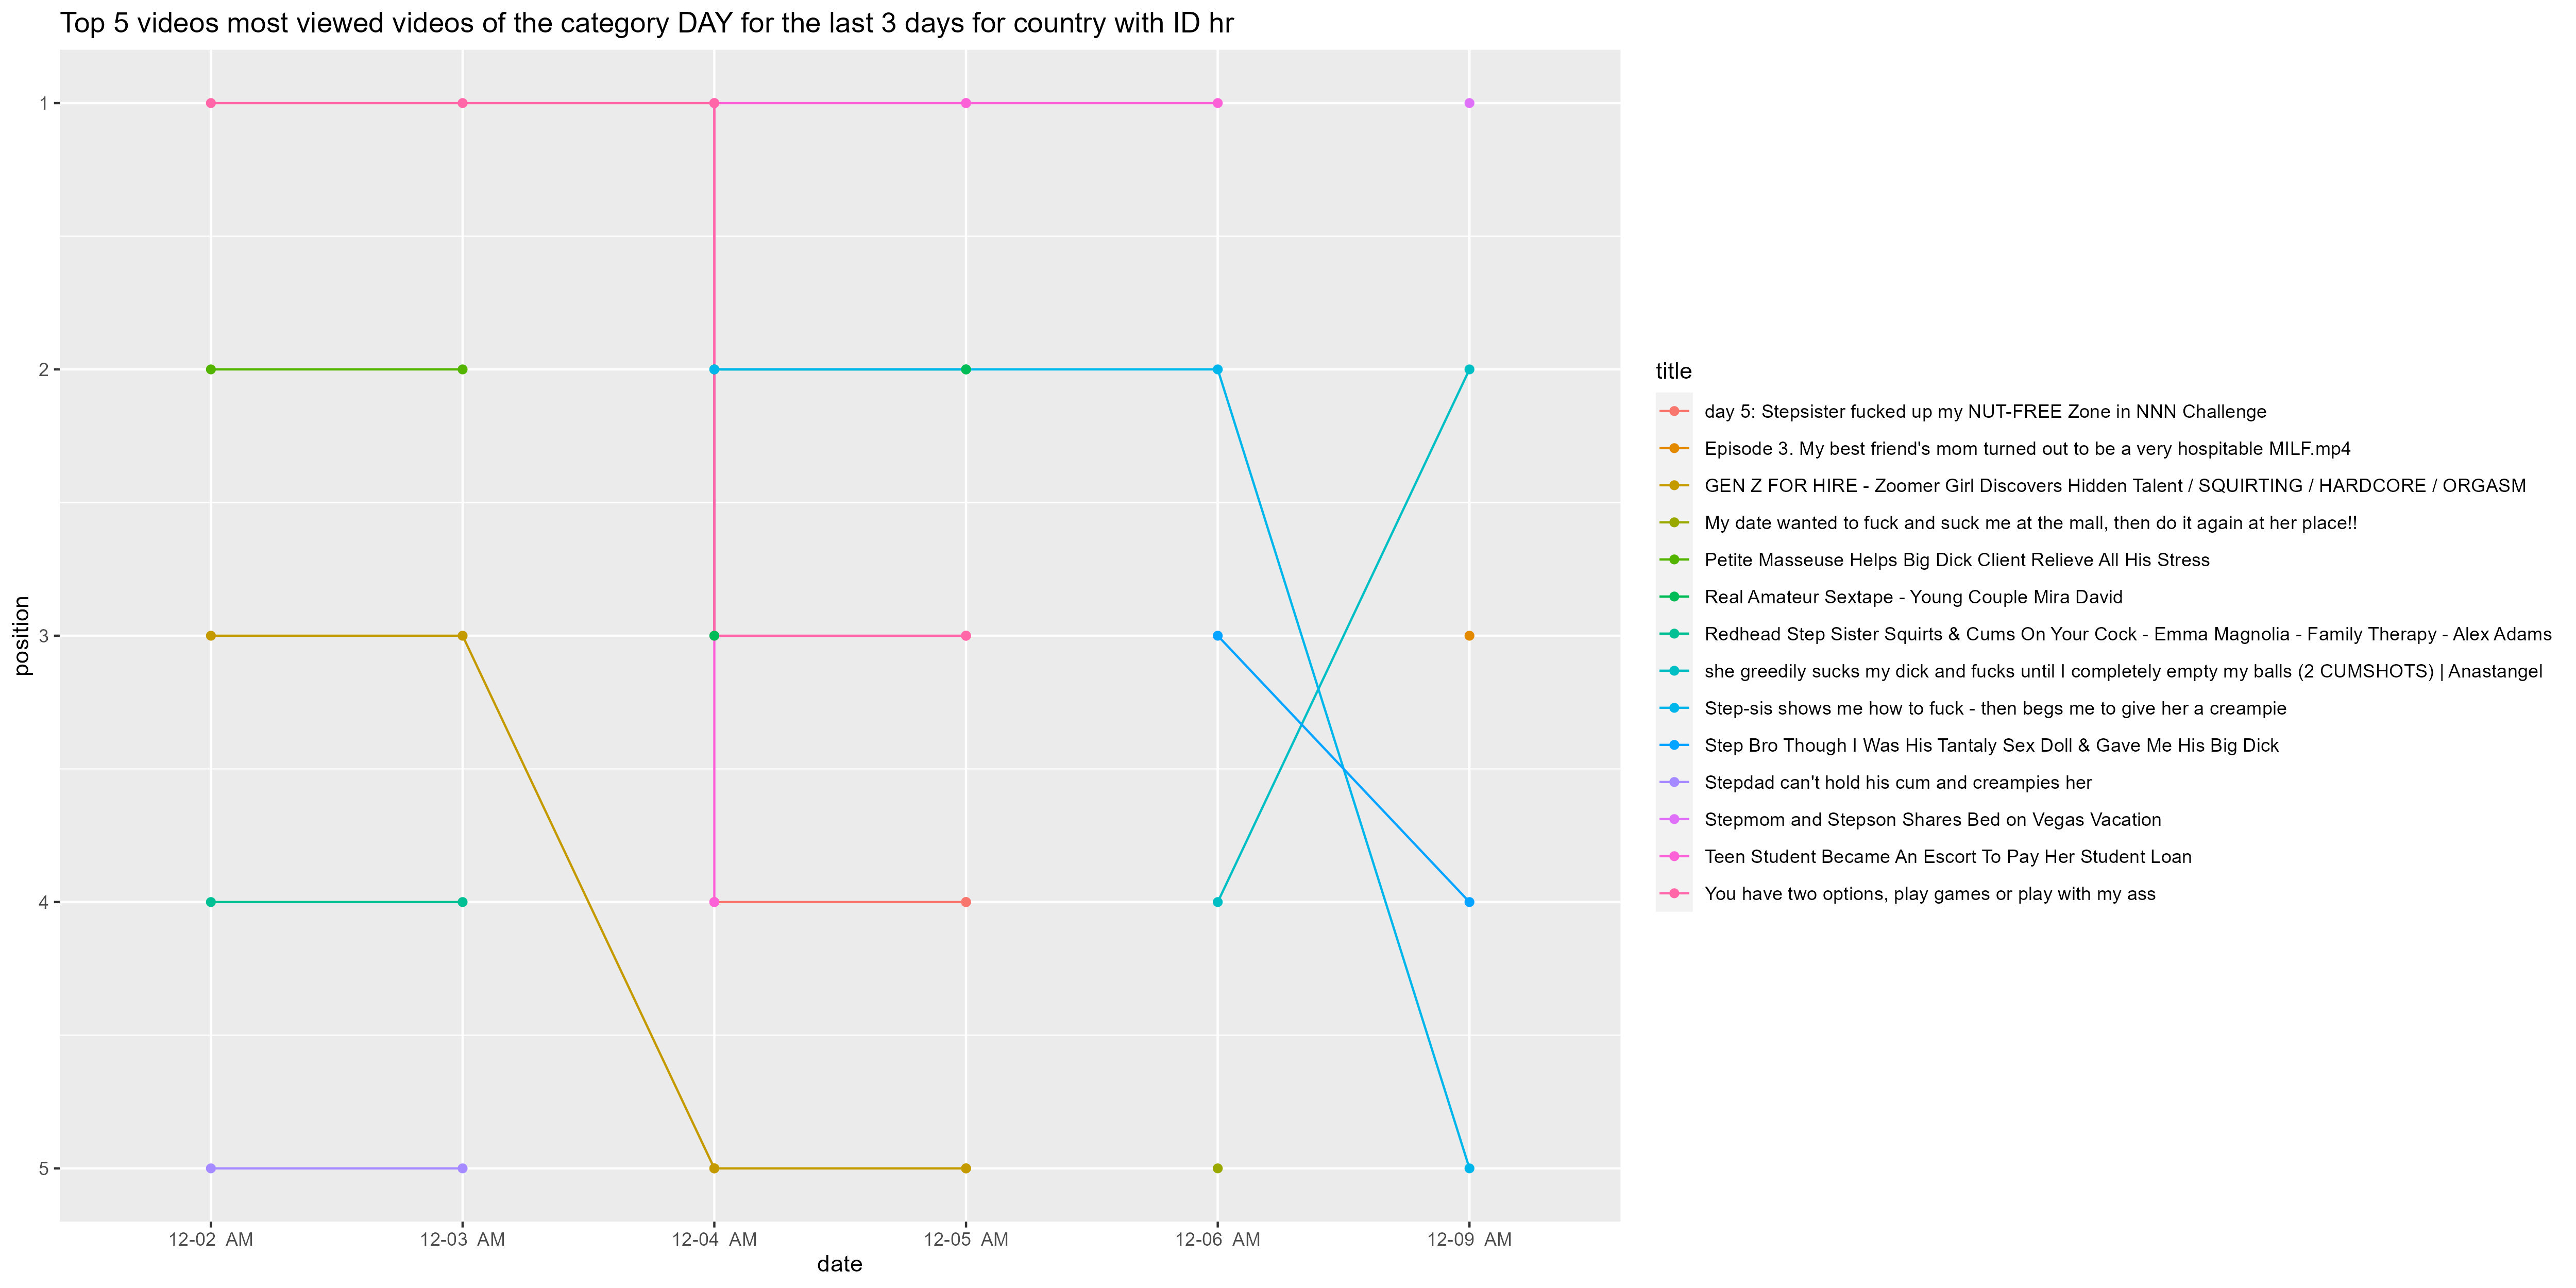 Top 5 videos most viewed videos of the category DAY for the last 3 days for country with ID hr
position
1
2
3
4
5
12-02 AM
12-03 AM
12-04 AM
12-05 AM
12-06 AM
12-09 AM
date
title
day 5: Stepsister fucked up my NUT-FREE Zone in NNN Challenge
Episode 3. My best friend's mom turned out to be a very hospitable MILF.mp4
GEN Z FOR HIRE - Zoomer Girl Discovers Hidden Talent / SQUIRTING / HARDCORE / ORGASM
My date wanted to fuck and suck me at the mall, then do it again at her place!!
Petite Masseuse Helps Big Dick Client Relieve All His Stress
Real Amateur Sextape - Young Couple Mira David
Redhead Step Sister Squirts & Cums On Your Cock - Emma Magnolia - Family Therapy - Alex Adams
she greedily sucks my dick and fucks until I completely empty my balls (2 CUMSHOTS) | Anastangel
Step-sis shows me how to fuck - then begs me to give her a creampie
Step Bro Though I Was His Tantaly Sex Doll & Gave Me His Big Dick
Stepdad can't hold his cum and creampies her
Stepmom and Stepson Shares Bed on Vegas Vacation
Teen Student Became An Escort To Pay Her Student Loan
You have two options, play games or play with my ass